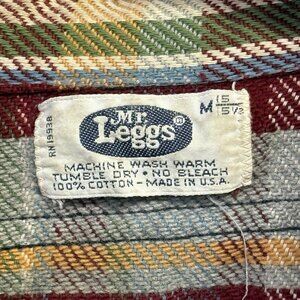 Mr.
Leggs®
M 15
15½
RN 19938
MACHINE WASH WARM
TUMBLE DRY • NO BLEACH
100% COTTON - MADE IN U.S.A.